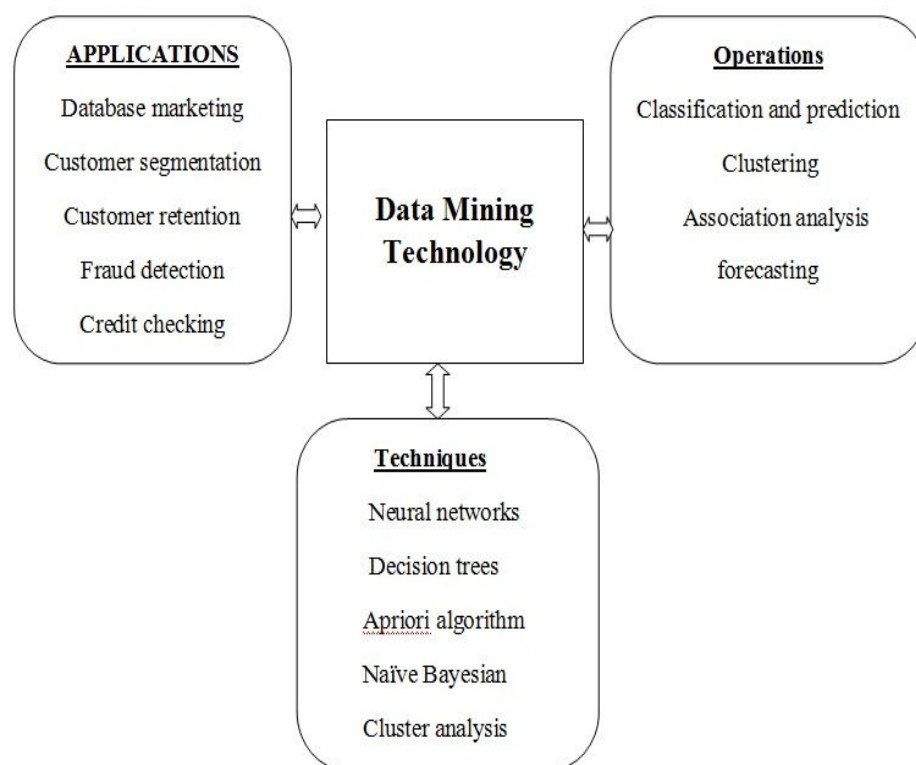 APPLICATIONS
Database marketing
Customer segmentation
Customer retention
Fraud detection
Credit checking
Data Mining
Technology
Operations
Classification and prediction
Clustering
Association analysis
forecasting
Techniques
Neural networks
Decision trees
Apriori algorithm
Naïve Bayesian
Cluster analysis